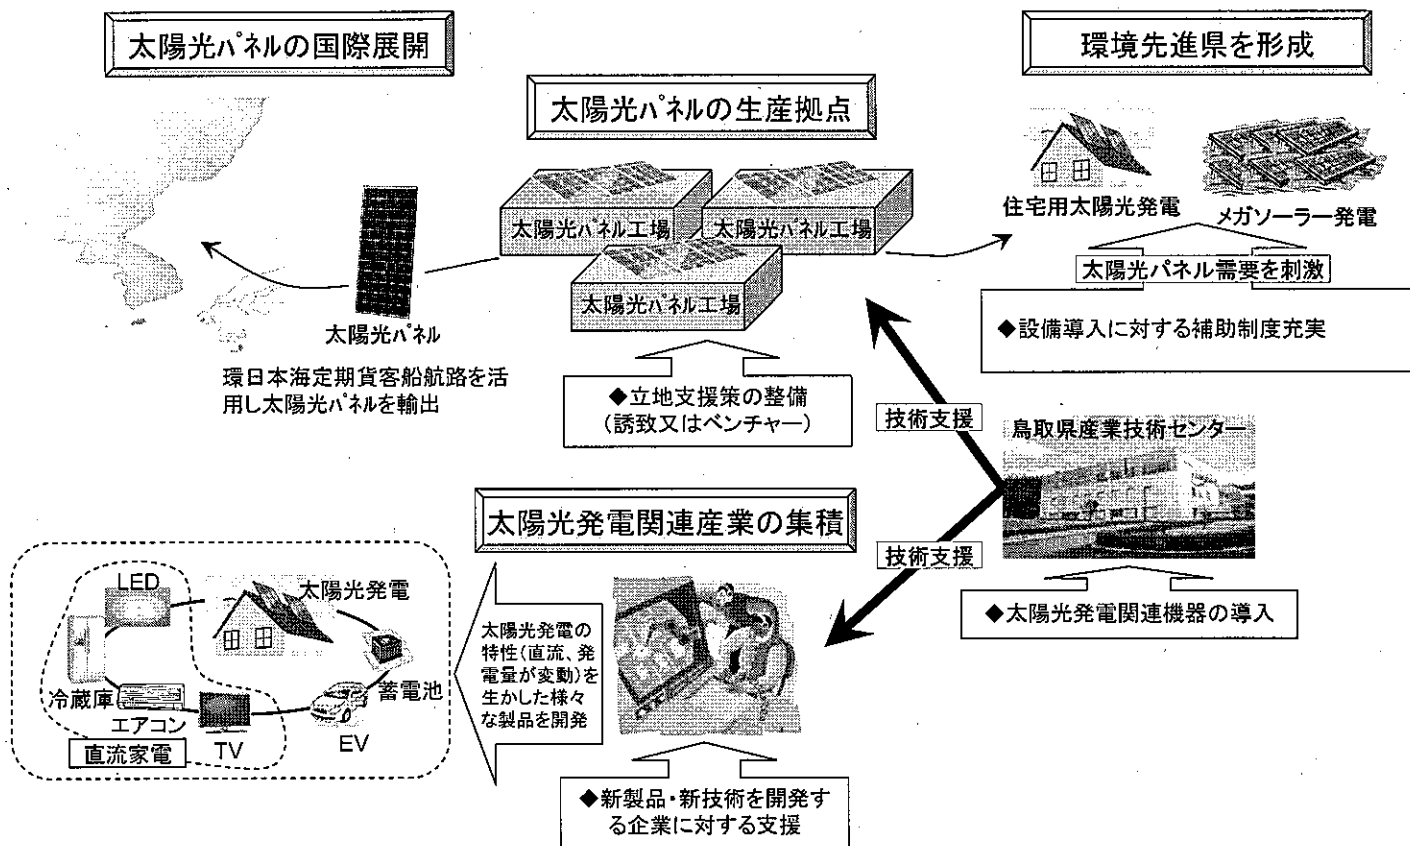 太陽光パネルの国際展開
環境先進県を形成
太陽光パネルの生産拠点
太陽光パネル工場
太陽光パネル工場
太陽光パネル工場
住宅用太陽光発電
メガソーラー発電
太陽光パネル需要を刺激
◆設備導入に対する補助制度充実
太陽光パネル
環日本海定期貨客船航路を活
用し太陽光パネルを輸出
◆立地支援策の整備
(誘致又はベンチャー)
技術支援
鳥取県産業技術センター
技術支援
◆太陽光発電関連機器の導入
太陽光発電関連産業の集積
LED
太陽光発電
冷蔵庫
エアコン
TV
EV
蓄電池
直流家電
太陽光発電の
特性(直流、発
電量が変動)を
生かした様々
な製品を開発
◆新製品・新技術を開発す
る企業に対する支援